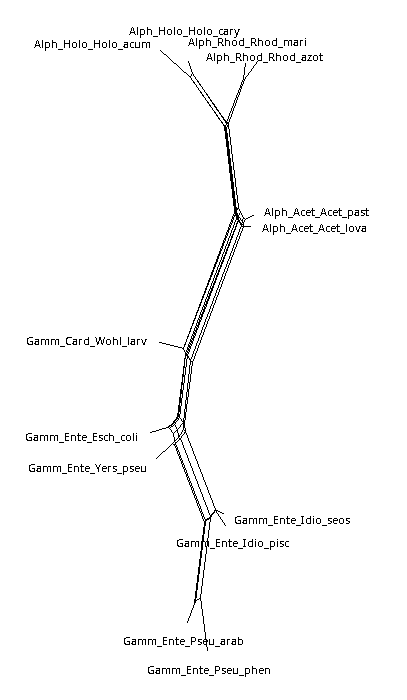 Alph_Holo_Holo_cary
Alph_Holo_Holo_acum
Alph_Rhod_Rhod_mari
Alph_Rhod_Rhod_azot
Alph_Acet_Acet_past
Alph_Acet_Acet_lova
Gamm_Card_Wohl_larv
Gamm_Ente_Esch_coli
Gamm_Ente_Yers_pseu
Gamm_Ente_Idio_seos
Gamm_Ente_Idio_pisc
Gamm_Ente_Pseu_arab
Gamm_Ente_Pseu_phen